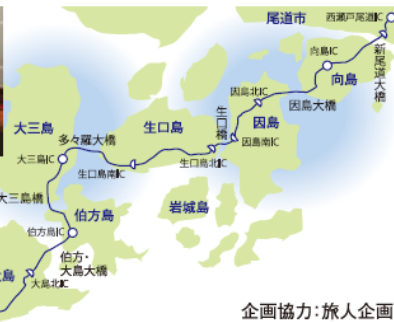 尾道市
西瀬戸尾道IC
向島IC
新尾道大橋
向島
因島北IC
因島大橋
生口橋
因島
大三島
多々羅大橋
生口島
因島南IC
大三島IC
生口島北IC
生口島南IC
大三島橋
岩城島
伯方島
伯方島IC
伯方・
大島大橋
島
大島北IC
企画協力：旅人企画